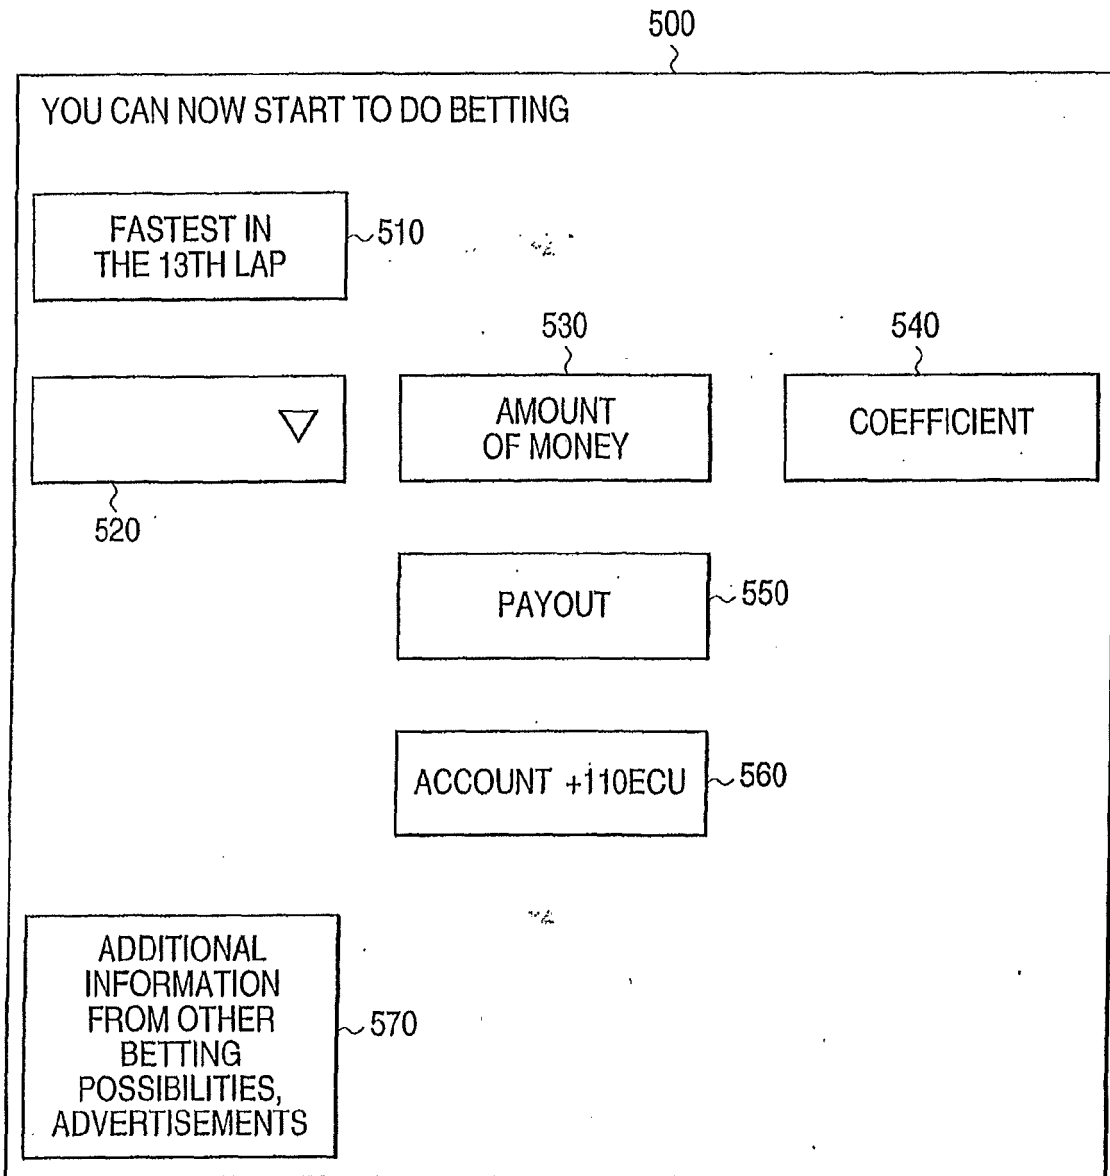 500
YOU CAN NOW START TO DO BETTING
FASTEST IN
THE 13TH LAP
510
530
540
AMOUNT
OF MONEY
COEFFICIENT
520
PAYOUT
550
ACCOUNT +110ECU
560
ADDITIONAL
INFORMATION
FROM OTHER
BETTING
POSSIBILITIES,
ADVERTISEMENTS
570